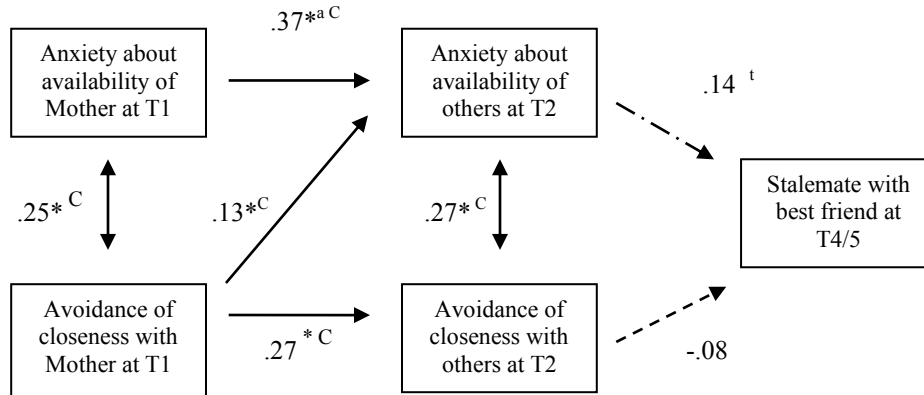 .37*ᵃ ᶜ
Anxiety about
availability of
Mother at T1
Anxiety about
availability of
others at T2
.14 ᵗ
.25* ᶜ
.13*ᶜ
.27* ᶜ
Stalemate with
best friend at
T4/5
Avoidance of
closeness with
Mother at T1
.27 * ᶜ
Avoidance of
closeness with
others at T2
-.08